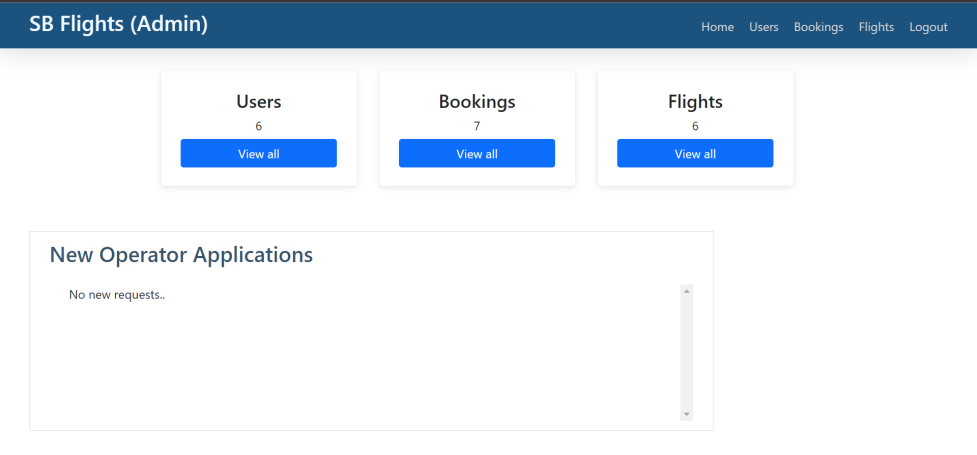 SB Flights (Admin)
Home Users Bookings Flights Logout
Users Bookings Flights
6 7 6
View all View all View all
New Operator Applications
No new requests..